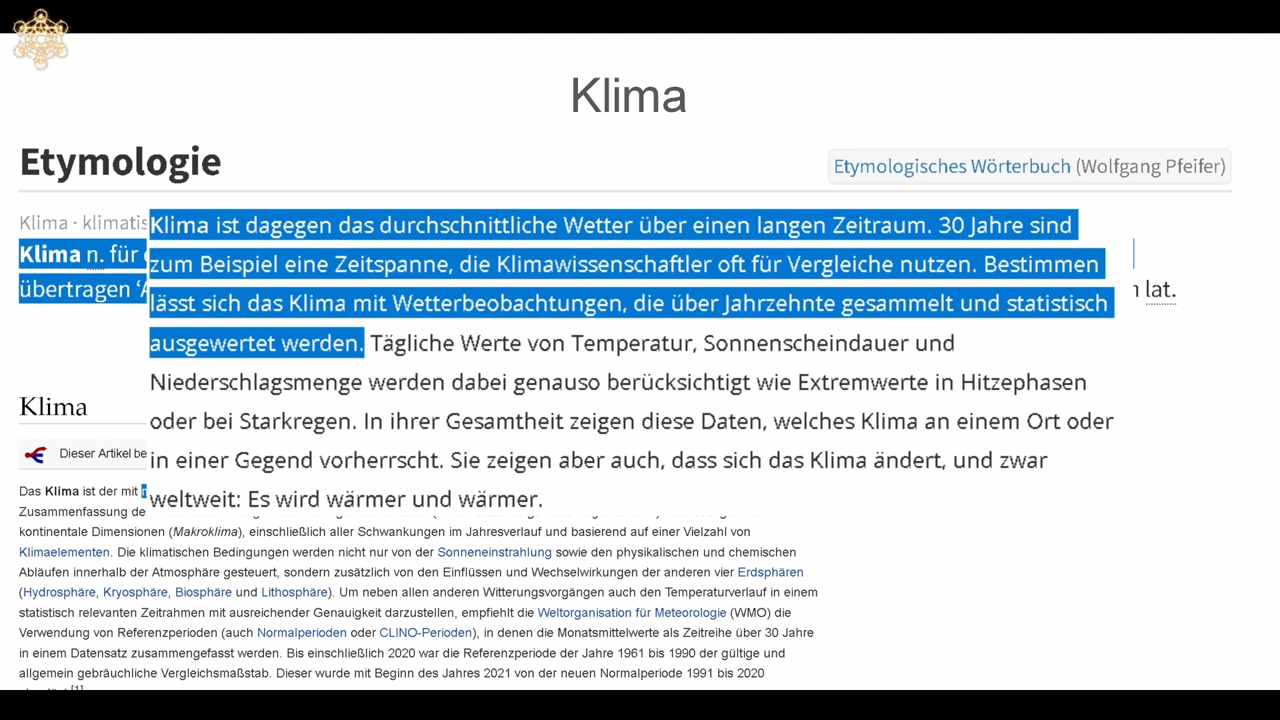 Klima
Etymologie
Etymologisches Wörterbuch (Wolfgang Pfeifer)
Klima · klimatis
Klima n. für
übertragen
lat.
Klima ist dagegen das durchschnittliche Wetter über einen langen Zeitraum. 30 Jahre sind
zum Beispiel eine Zeitspanne, die Klimawissenschaftler oft für Vergleiche nutzen. Bestimmen
lässt sich das Klima mit Wetterbeobachtungen, die über Jahrzehnte gesammelt und statistisch
ausgewertet werden. Tägliche Werte von Temperatur, Sonnenscheindauer und
Niederschlagsmenge werden dabei genauso berücksichtigt wie Extremwerte in Hitzephasen
oder bei Starkregen. In ihrer Gesamtheit zeigen diese Daten, welches Klima an einem Ort oder
in einer Gegend vorherrscht. Sie zeigen aber auch, dass sich das Klima ändert, und zwar
weltweit: Es wird wärmer und wärmer.
Klima
Dieser Artikel be
Das Klima ist der mit
Zusammenfassung de
kontinentale Dimensionen (Makroklima), einschließlich aller Schwankungen im Jahresverlauf und basierend auf einer Vielzahl von
Klimaelementen. Die klimatischen Bedingungen werden nicht nur von der Sonneneinstrahlung sowie den physikalischen und chemischen
Abläufen innerhalb der Atmosphäre gesteuert, sondern zusätzlich von den Einflüssen und Wechselwirkungen der anderen vier Erdsphären
(Hydrosphäre, Kryosphäre, Biosphäre und Lithosphäre). Um neben allen anderen Witterungsvorgängen auch den Temperaturverlauf in einem
statistisch relevanten Zeitrahmen mit ausreichender Genauigkeit darzustellen, empfiehlt die Weltorganisation für Meteorologie (WMO) die
Verwendung von Referenzperioden (auch Normalperioden oder CLINO-Perioden), in denen die Monatsmittelwerte als Zeitreihe über 30 Jahre
in einem Datensatz zusammengefasst werden. Bis einschließlich 2020 war die Referenzperiode der Jahre 1961 bis 1990 der gültige und
allgemein gebräuchliche Vergleichsmaßstab. Dieser wurde mit Beginn des Jahres 2021 von der neuen Normalperiode 1991 bis 2020